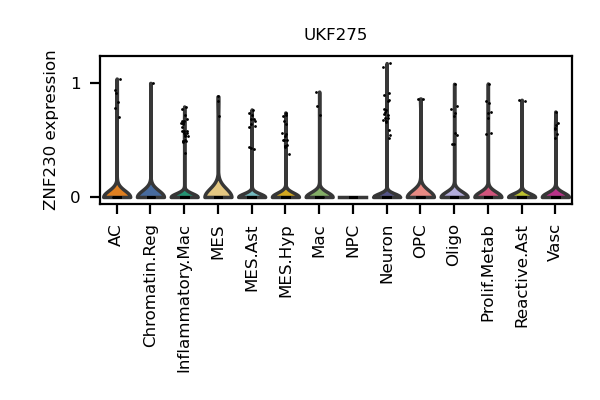 UKF275
ZNF230 expression
1
0
AC
Chromatin.Reg
Inflammatory.Mac
MES
MES.Ast
MES.Hyp
Mac
NPC
Neuron
OPC
Oligo
Prolif.Metab
Reactive.Ast
Vasc